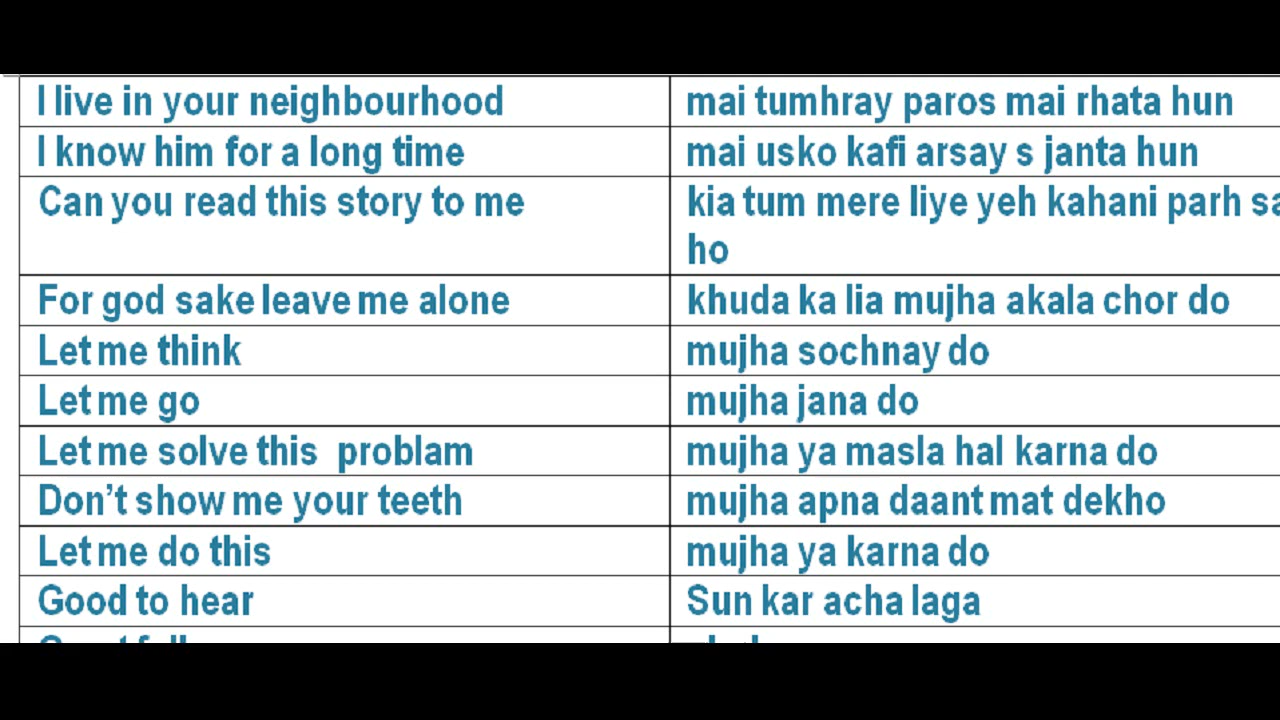 I live in your neighbourhood
mai tumhray paros mai rhata hun
I know him for a long time
mai usko kafi arsay s janta hun
Can you read this story to me
kia tum mere liye yeh kahani parh
ho
For god sake leave me alone
khuda ka lia mujha akala chor do
Let me think
mujha sochnay do
Let me go
mujha jana do
Let me solve this problam
mujha ya masla hal karna do
Don't show me your teeth
mujha apna daant mat dekho
Let me do this
mujha ya karna do
Good to hear
Sun kar acha laga